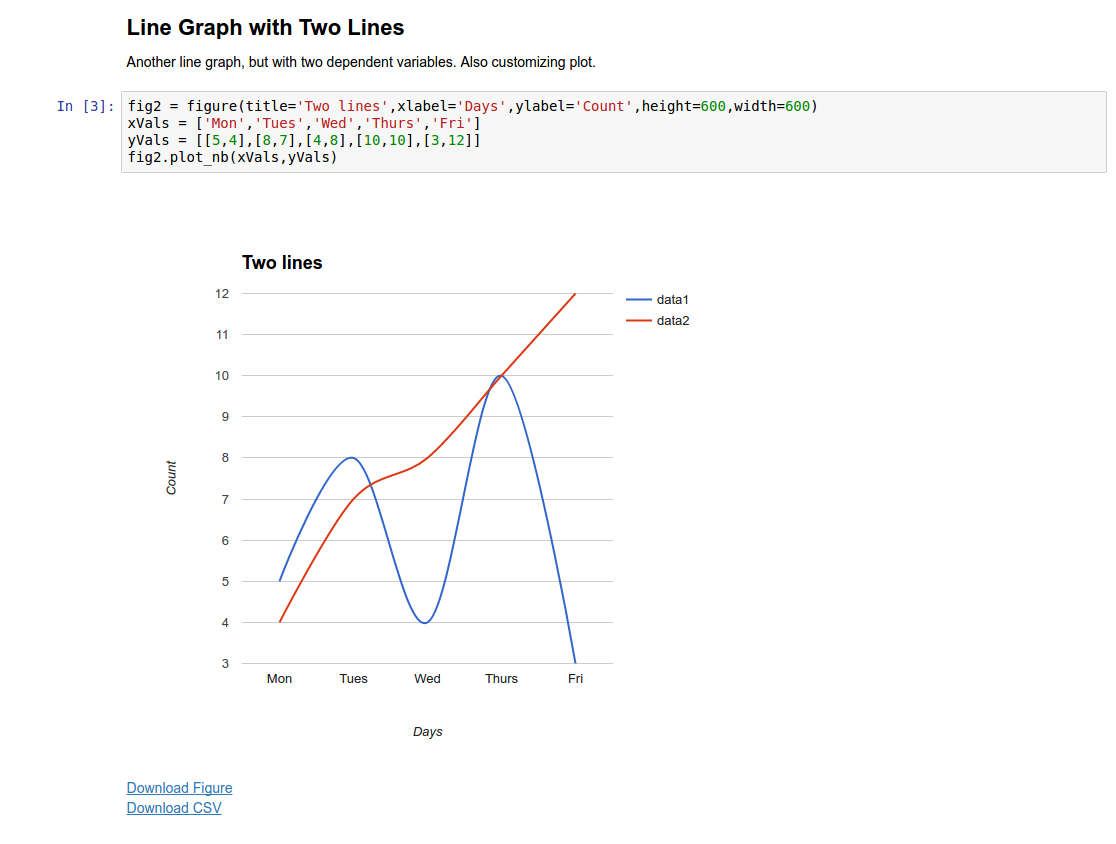 Line Graph with Two Lines
Another line graph, but with two dependent variables. Also customizing plot.
In [3]: fig2 = figure(title='Two lines',xlabel='Days',ylabel='Count',height=600,width=600)
xVals = ['Mon','Tues','Wed','Thurs','Fri']
yVals = [[5,4],[8,7],[4,8],[10,10],[3,12]]
fig2.plot_nb(xVals,yVals)
Two lines
12
11
10
9
8
7
6
5
4
3
Count
Mon Tues Wed Thurs Fri
Days
data1
data2
Download Figure
Download CSV